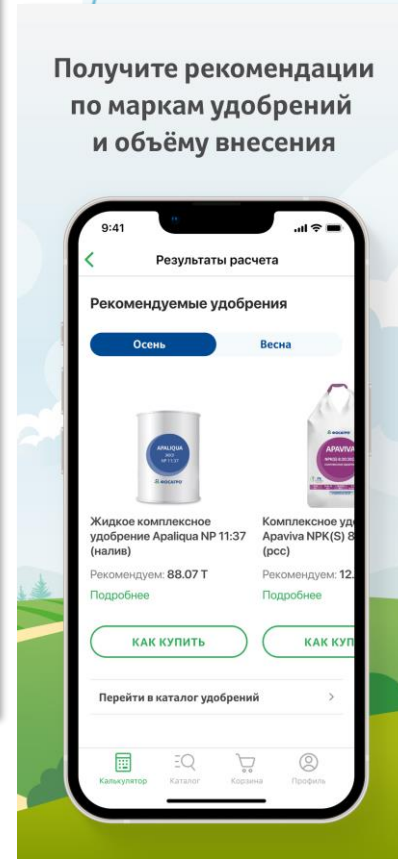 Получите рекомендации
по маркам удобрений
и объёму внесения
9:41
Результаты расчета
Рекомендуемые удобрения
Осень
Весна
APALIQUA
NP 11:37
ФОСАГРО
ФОСАГРО
APAVIVA
Жидкое комплексное
удобрение Apaliqua NP 11:37
(налив)
Рекомендуем: 88.07 Т
Подробнее
КАК КУПИТЬ
Комплексное удо
Apaviva NPK(S) 8
(рсс)
Рекомендуем: 12.
Подробнее
КАК КУП
Перейти в каталог удобрений
Калькулятор
Каталог
Корзина
Профиль